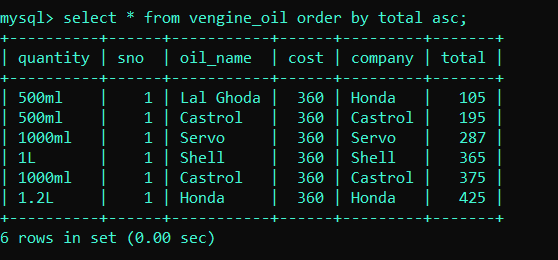 mysql> select * from vengine_oil order by total asc;
+----------+-----+-----------+------+---------+-------+
| quantity | sno | oil_name  | cost | company | total |
+----------+-----+-----------+------+---------+-------+
| 500ml    |   1 | Lal Ghoda |  360 | Honda   |   105 |
| 500ml    |   1 | Castrol   |  360 | Castrol |   195 |
| 1000ml   |   1 | Servo     |  360 | Servo   |   287 |
| 1L       |   1 | Shell     |  360 | Shell   |   365 |
| 1000ml   |   1 | Castrol   |  360 | Castrol |   375 |
| 1.2L     |   1 | Honda     |  360 | Honda   |   425 |
+----------+-----+-----------+------+---------+-------+
6 rows in set (0.00 sec)